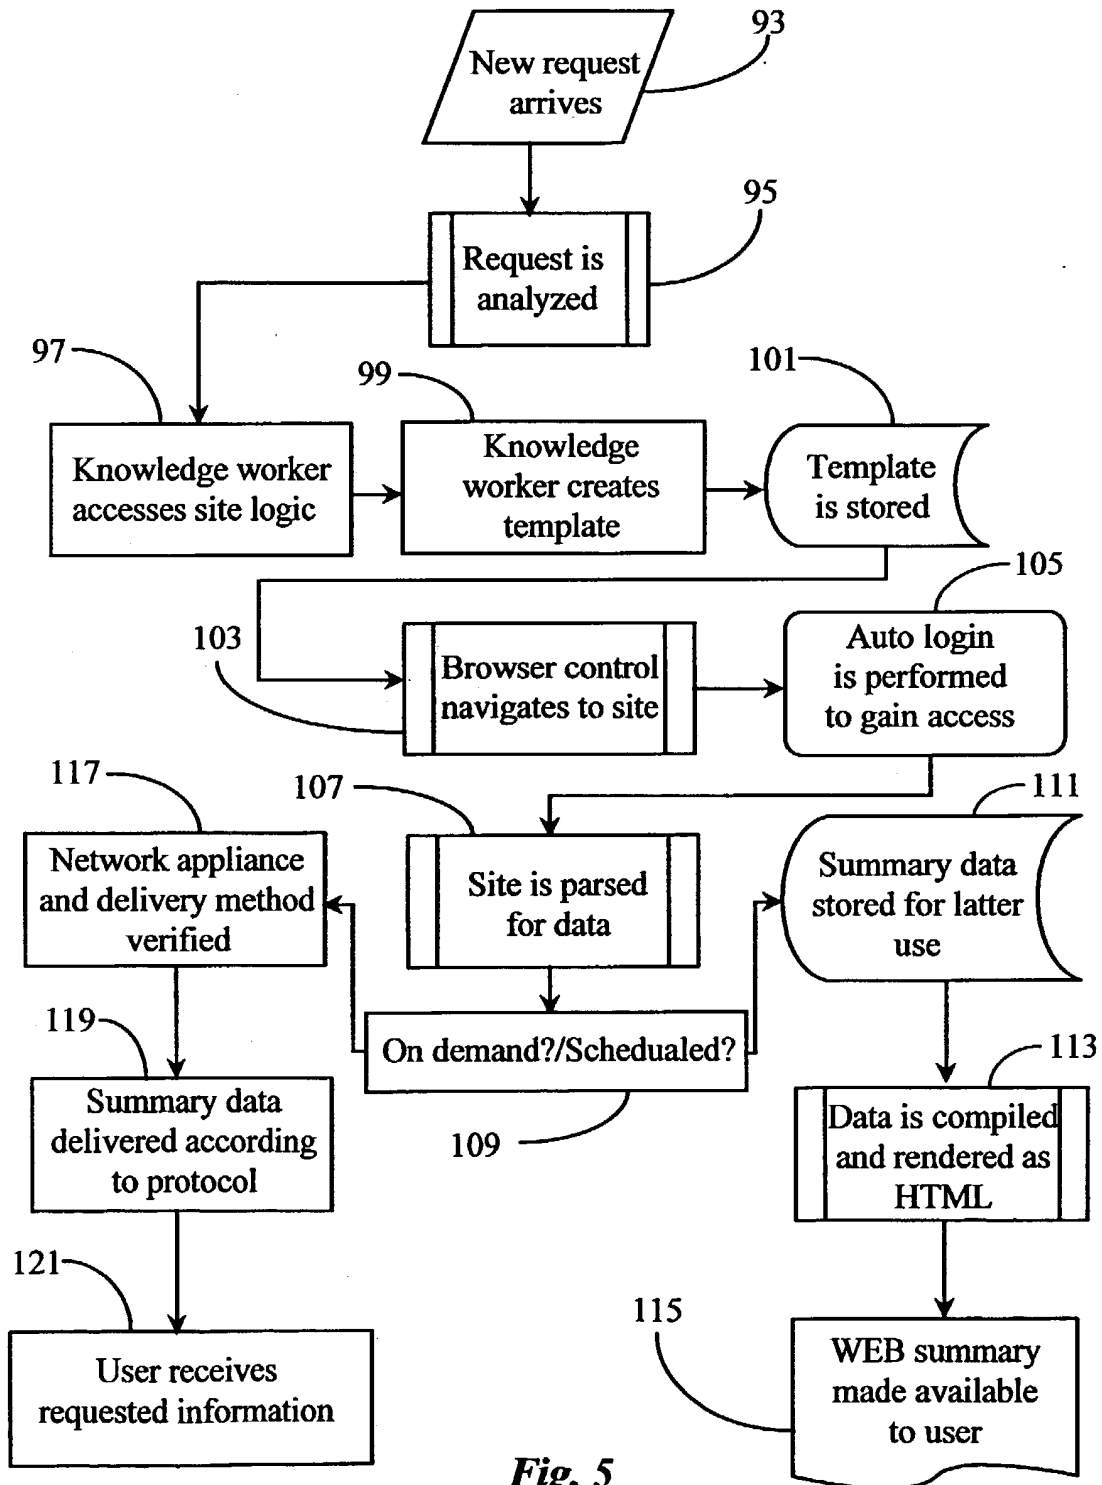 93
New request
arrives
95
Request is
analyzed
97
99
101
Knowledge worker
accesses site logic
Knowledge
worker creates
template
Template
is stored
103
105
Browser control
navigates to site
Auto login
is performed
to gain access
117
107
111
Network appliance
and delivery method
verified
Site is parsed
for data
Summary data
stored for latter
use
119
On demand?/Schedualed?
109
113
Summary data
delivered according
to protocol
Data is compiled
and rendered as
HTML
121
115
User receives
requested information
WEB summary
made available
to user
Fig. 5